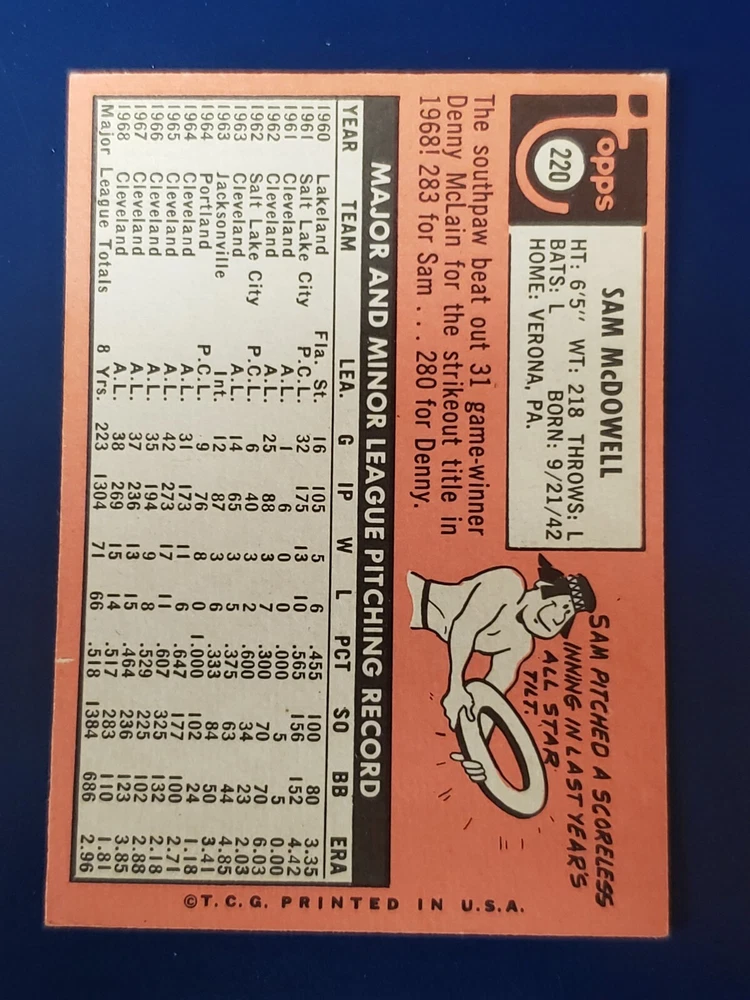 Topps
220
SAM McDOWELL
HT: 6'5" WT: 218 THROWS: L
BATS: L BORN: 9/21/42
HOME: VERONA, PA.
SAM PITCHED A SCORELESS
INNING IN LAST YEAR'S
ALL STAR
TILT.
The southpaw beat out 31 game-winner
Denny McLain for the strikeout title in
1968! 283 for Sam . . . 280 for Denny.
MAJOR AND MINOR LEAGUE PITCHING RECORD
YEAR TEAM LEA. G IP W L PCT SO BB ERA
1960 Lakeland Fla. St. 16 105 5 6 .455 100 80 3.35
1961 Salt Lake City P.C.L. 32 175 13 10 .565 156 152 4.42
1961 Cleveland A.L. 1 6 0 0 .000 5 5 0.00
1962 Cleveland A.L. 25 88 3 7 .300 70 70 6.03
1962 Salt Lake City P.C.L. 6 40 3 2 .600 34 23 2.03
1963 Cleveland A.L. 14 65 3 5 .375 63 44 4.85
1963 Jacksonville Int. 12 87 3 6 .333 84 50 3.41
1964 Portland P.C.L. 9 76 8 0 1.000 102 24 1.18
1964 Cleveland A.L. 31 173 11 6 .647 177 100 2.71
1965 Cleveland A.L. 42 273 17 11 .607 325 132 2.18
1966 Cleveland A.L. 35 194 9 8 .529 225 102 2.88
1967 Cleveland A.L. 37 236 13 15 .464 236 123 3.85
1968 Cleveland A.L. 38 269 15 14 .517 283 110 1.81
Major League Totals 8 Yrs. 223 1304 71 66 .518 1384 686 2.96
©T.C.G. PRINTED IN U.S.A.